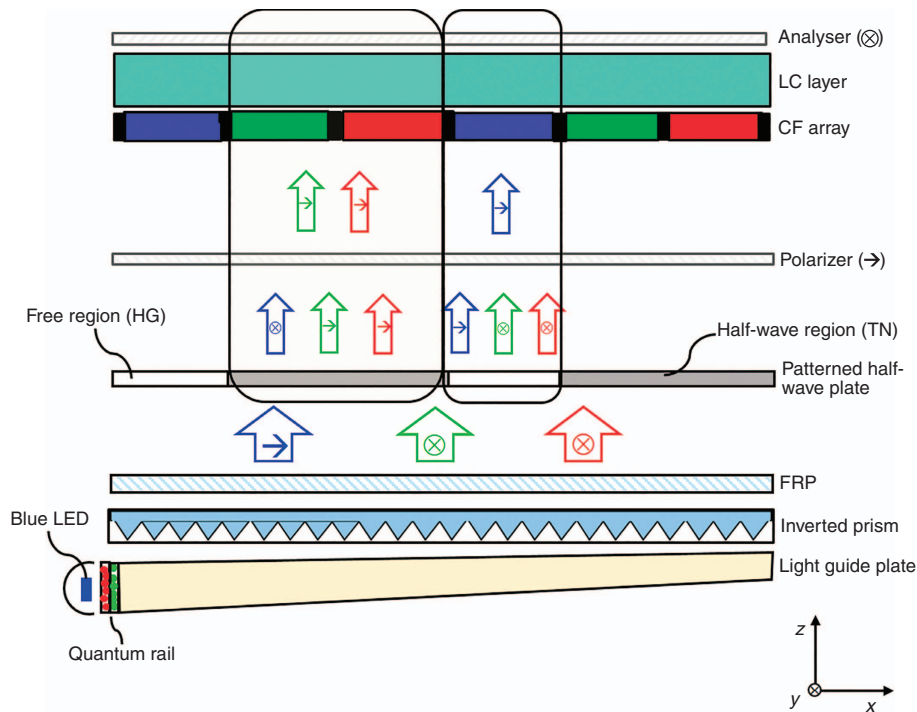 Analyser (⊗)
LC layer
CF array
Polarizer (→)
Free region (HG)
Half-wave region (TN)
Patterned half-
wave plate
FRP
Blue LED
Inverted prism
Light guide plate
Quantum rail
z
y
x